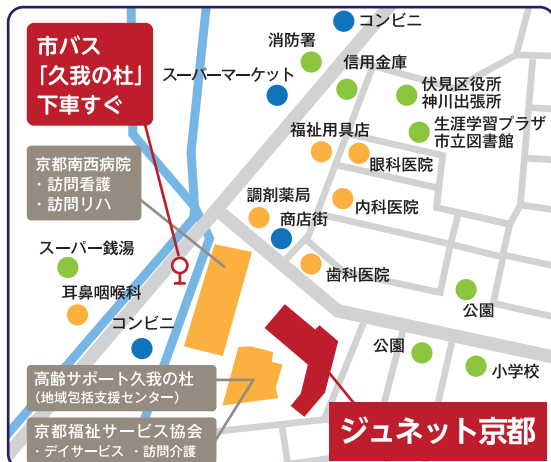 コンビニ
消防署
市バス
「久我の杜」
下車すぐ
スーパーマーケット
信用金庫
伏見区役所
神川出張所
生涯学習プラザ
市立図書館
福祉用具店
眼科医院
京都南西病院
・訪問看護
・訪問リハ
調剤薬局
内科医院
商店街
スーパー銭湯
歯科医院
耳鼻咽喉科
公園
コンビニ
公園
小学校
高齢サポート久我の杜
（地域包括支援センター）
京都福祉サービス協会
・デイサービス ・訪問介護
ジュネット京都